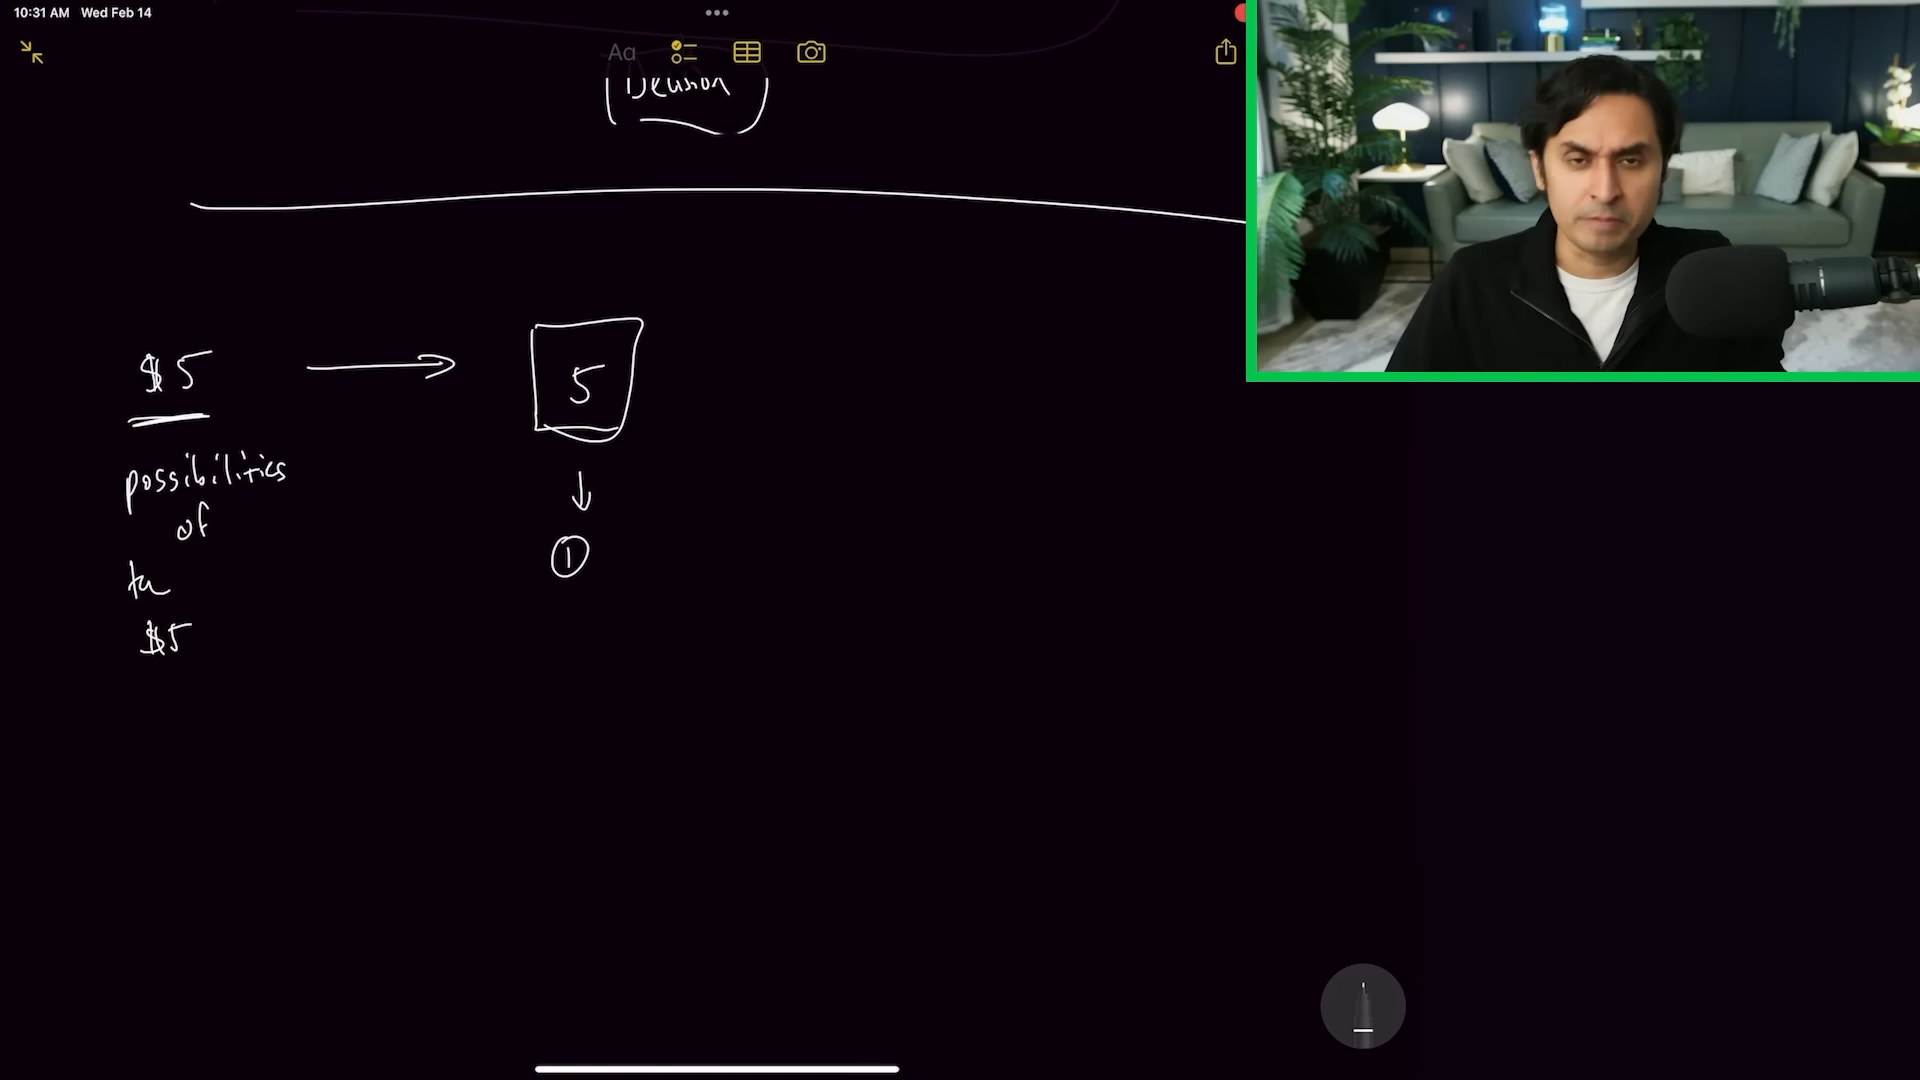 10:31 AM Wed Feb 14
Aa
Decision
$5
5
possibilities
of
①
$5